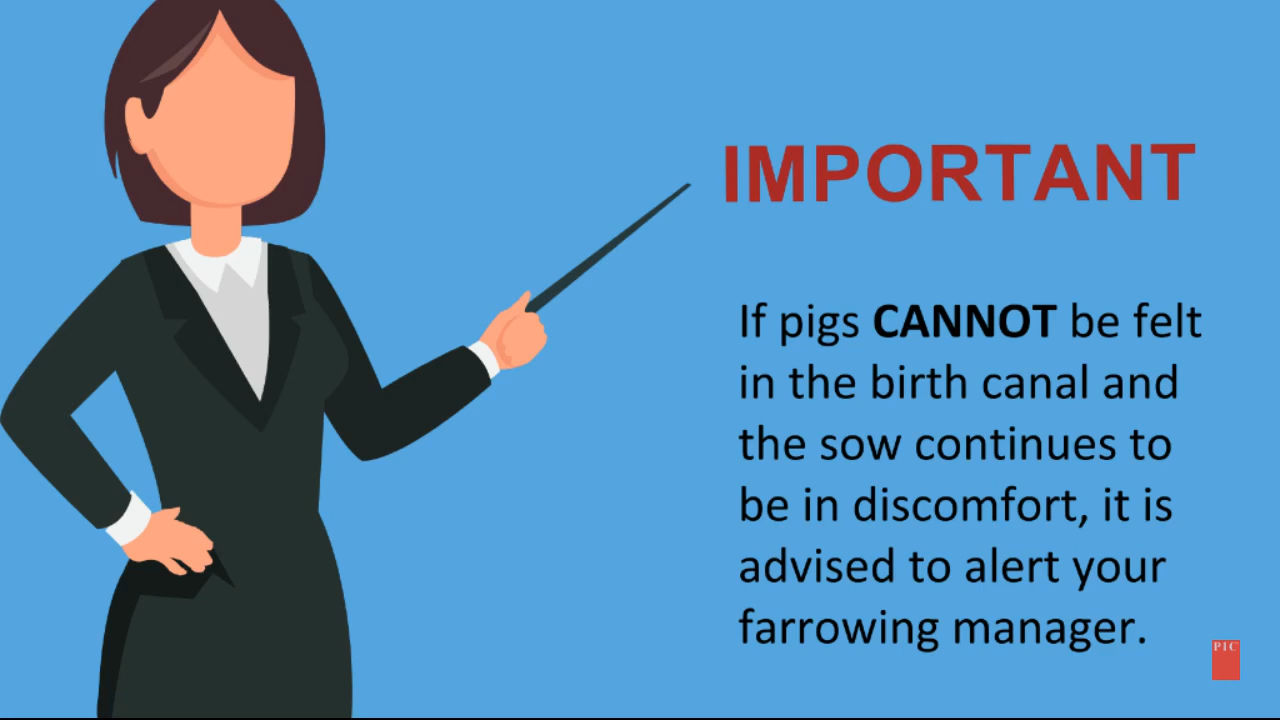 IMPORTANT
If pigs CANNOT be felt
in the birth canal and
the sow continues to
be in discomfort, it is
advised to alert your
farrowing manager.
PIC